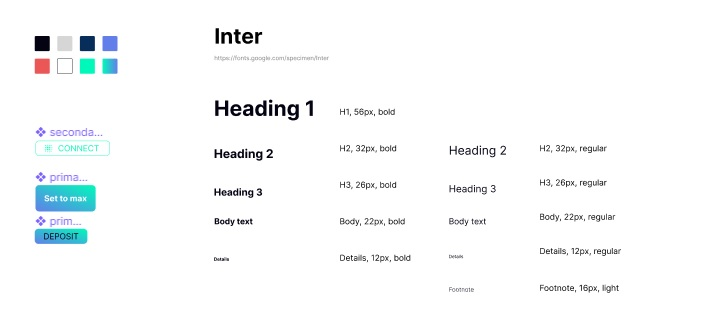 Inter
https://fonts.google.com/specimen/Inter
Heading 1
H1, 56px, bold
seconda...
CONNECT
Heading 2
H2, 32px, bold
Heading 2
H2, 32px, regular
prima...
Set to max
Heading 3
H3, 26px, bold
Heading 3
H3, 26px, regular
prim...
DEPOSIT
Body text
Body, 22px, bold
Body text
Body, 22px, regular
Details
Details, 12px, bold
Details
Details, 12px, regular
Footnote
Footnote, 16px, light